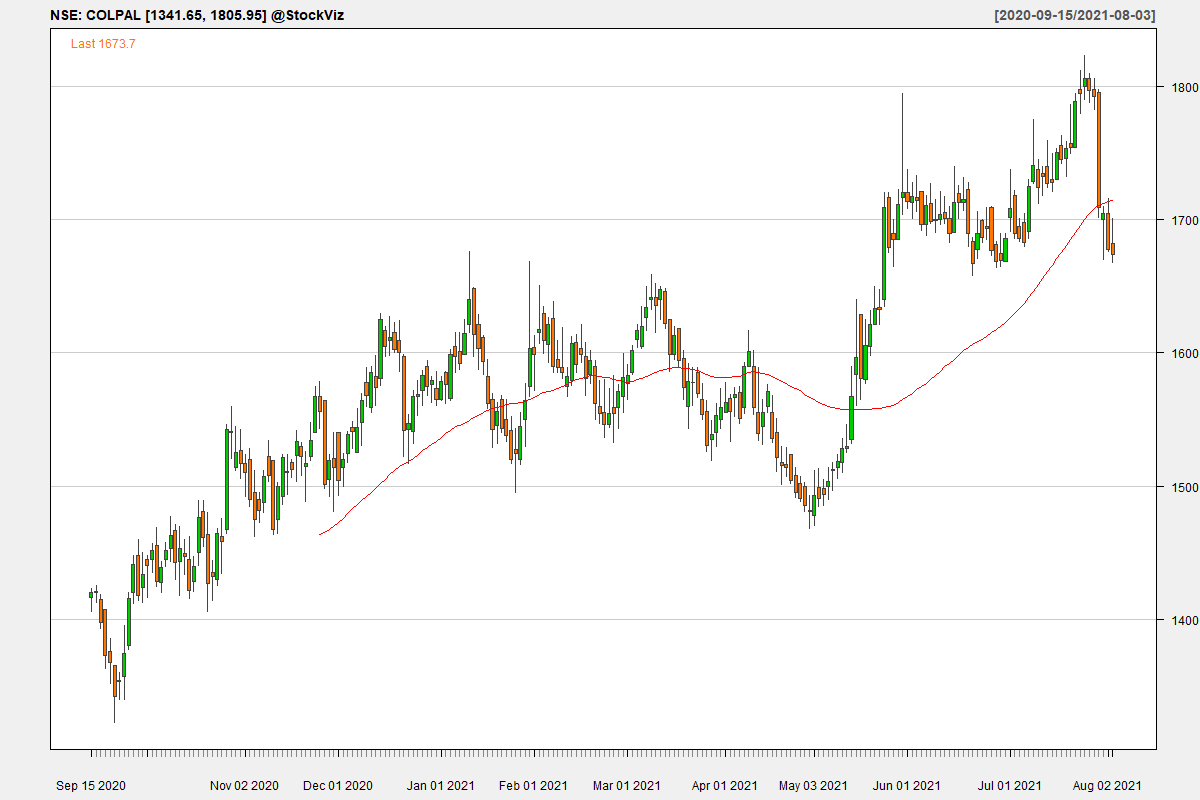 NSE: COLPAL [1341.65, 1805.95] @StockViz [2020-09-15/2021-08-03]
Last 1673.7
1800
1700
1600
1500
1400
Sep 15 2020 Nov 02 2020 Dec 01 2020 Jan 01 2021 Feb 01 2021 Mar 01 2021 Apr 01 2021 May 03 2021 Jun 01 2021 Jul 01 2021 Aug 02 2021